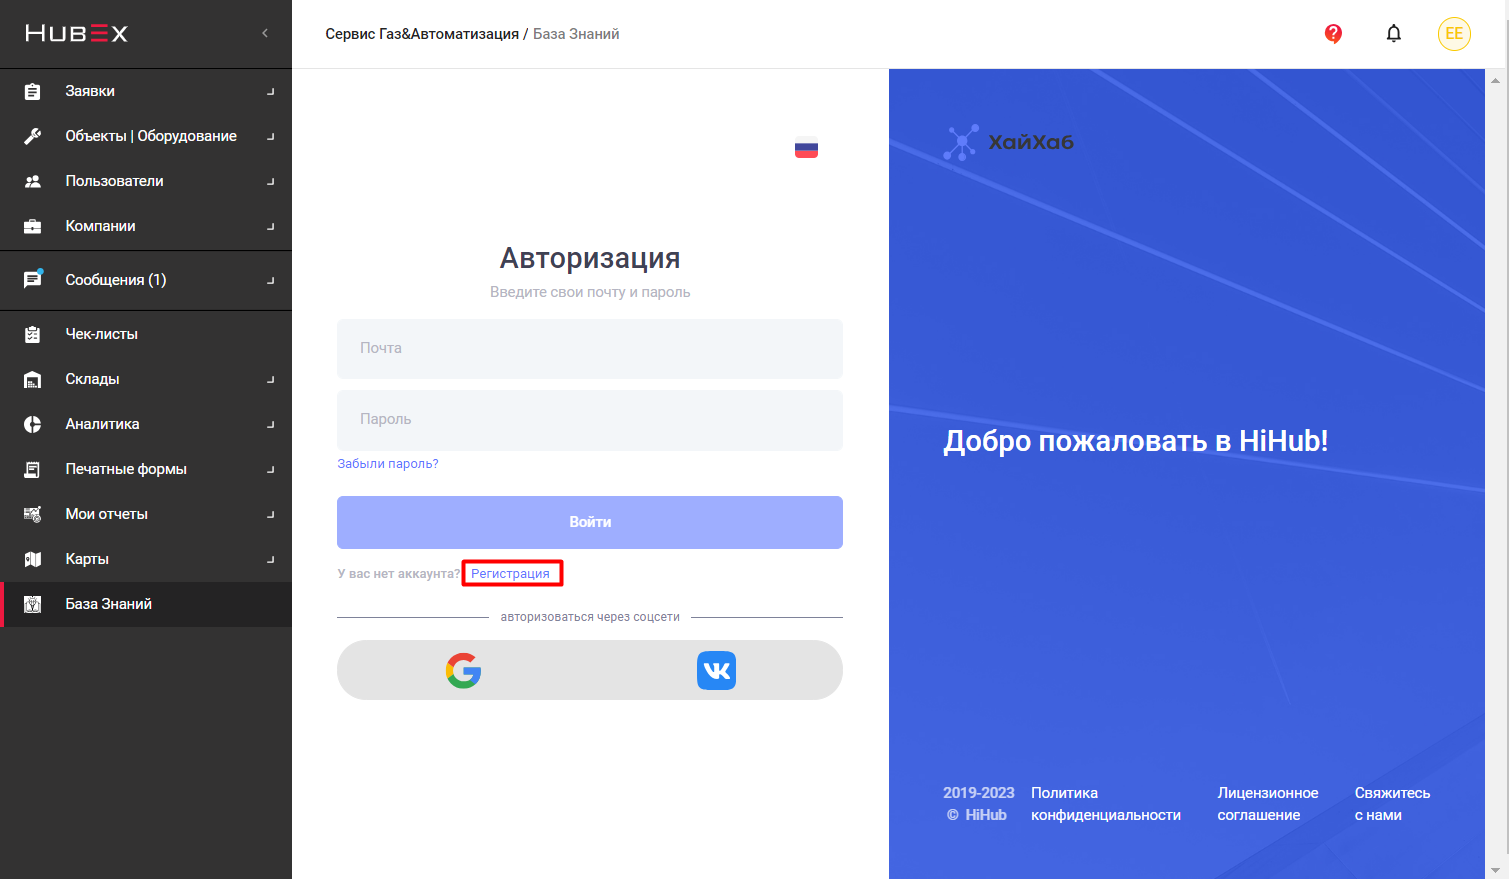 HUBEX
Сервис Газ&Автоматизация / База Знаний
EE
Заявки
Объекты | Оборудование
Пользователи
Компании
Сообщения (1)
Чек-листы
Склады
Аналитика
Печатные формы
Мои отчеты
Карты
База Знаний
Авторизация
Введите свои почту и пароль
Почта
Пароль
Забыли пароль?
Войти
У вас нет аккаунта? Регистрация
авторизоваться через соцсети
ХайХаб
Добро пожаловать в HiHub!
2019-2023
© HiHub
Политика
конфиденциальности
Лицензионное
соглашение
Свяжитесь
с нами